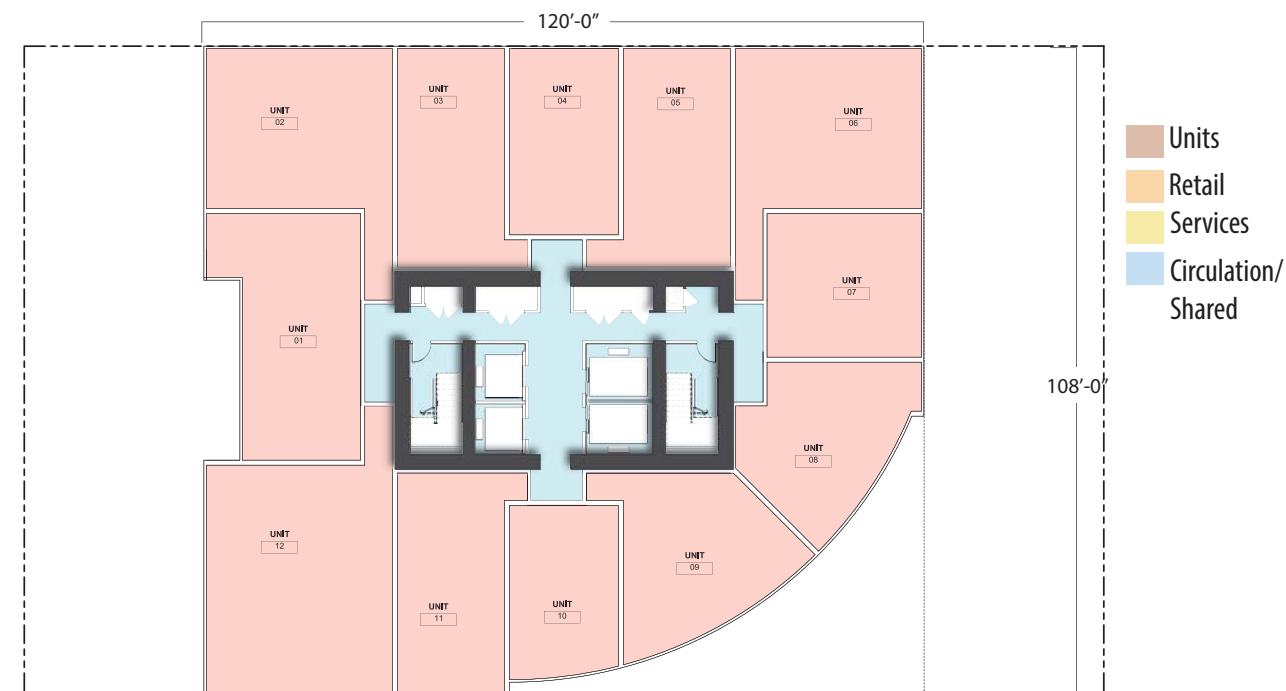 120’-0”
UNIT
03
UNIT
04
UNIT
05
UNIT
02
UNIT
06
Units
Retail
Services
Circulation/
Shared
UNIT
07
UNIT
01
108’-0”
UNIT
08
UNIT
12
UNIT
09
UNIT
11
UNIT
10